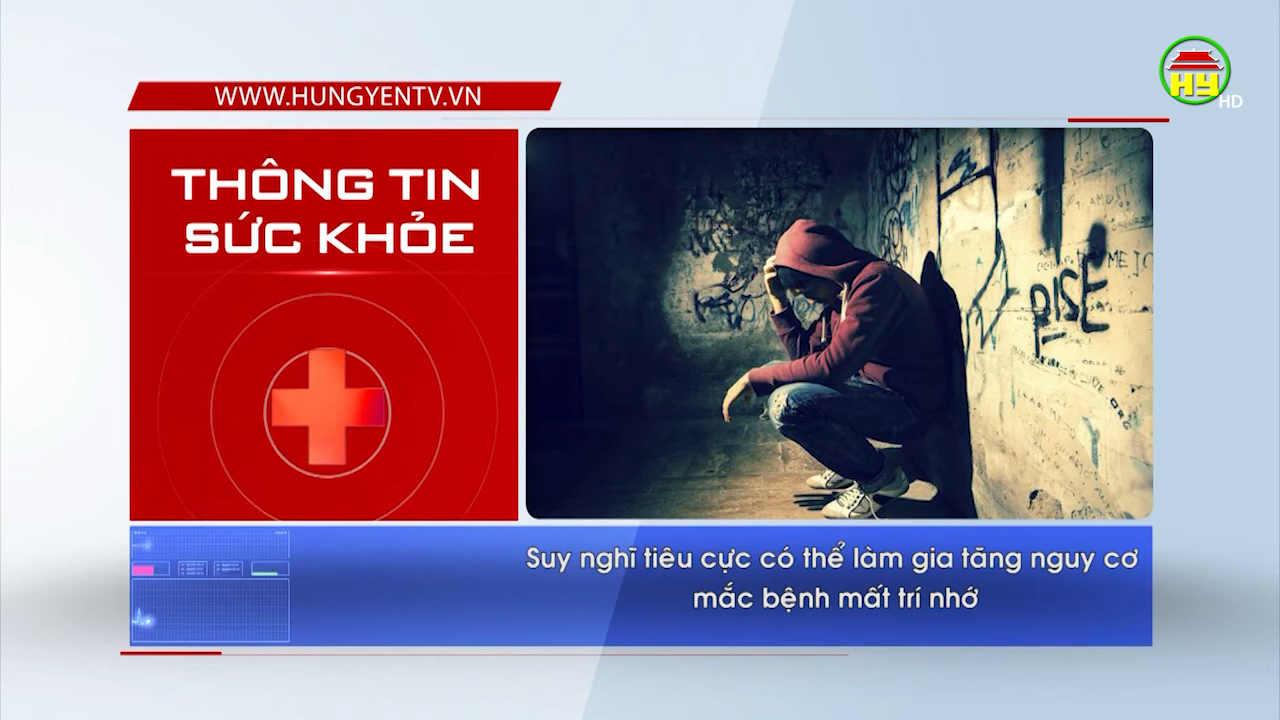 WWW.HUNGYENTV.VN
HY
HD
THÔNG TIN
SỨC KHỎE
RISE
Suy nghĩ tiêu cực có thể làm gia tăng nguy cơ
mắc bệnh mất trí nhớ